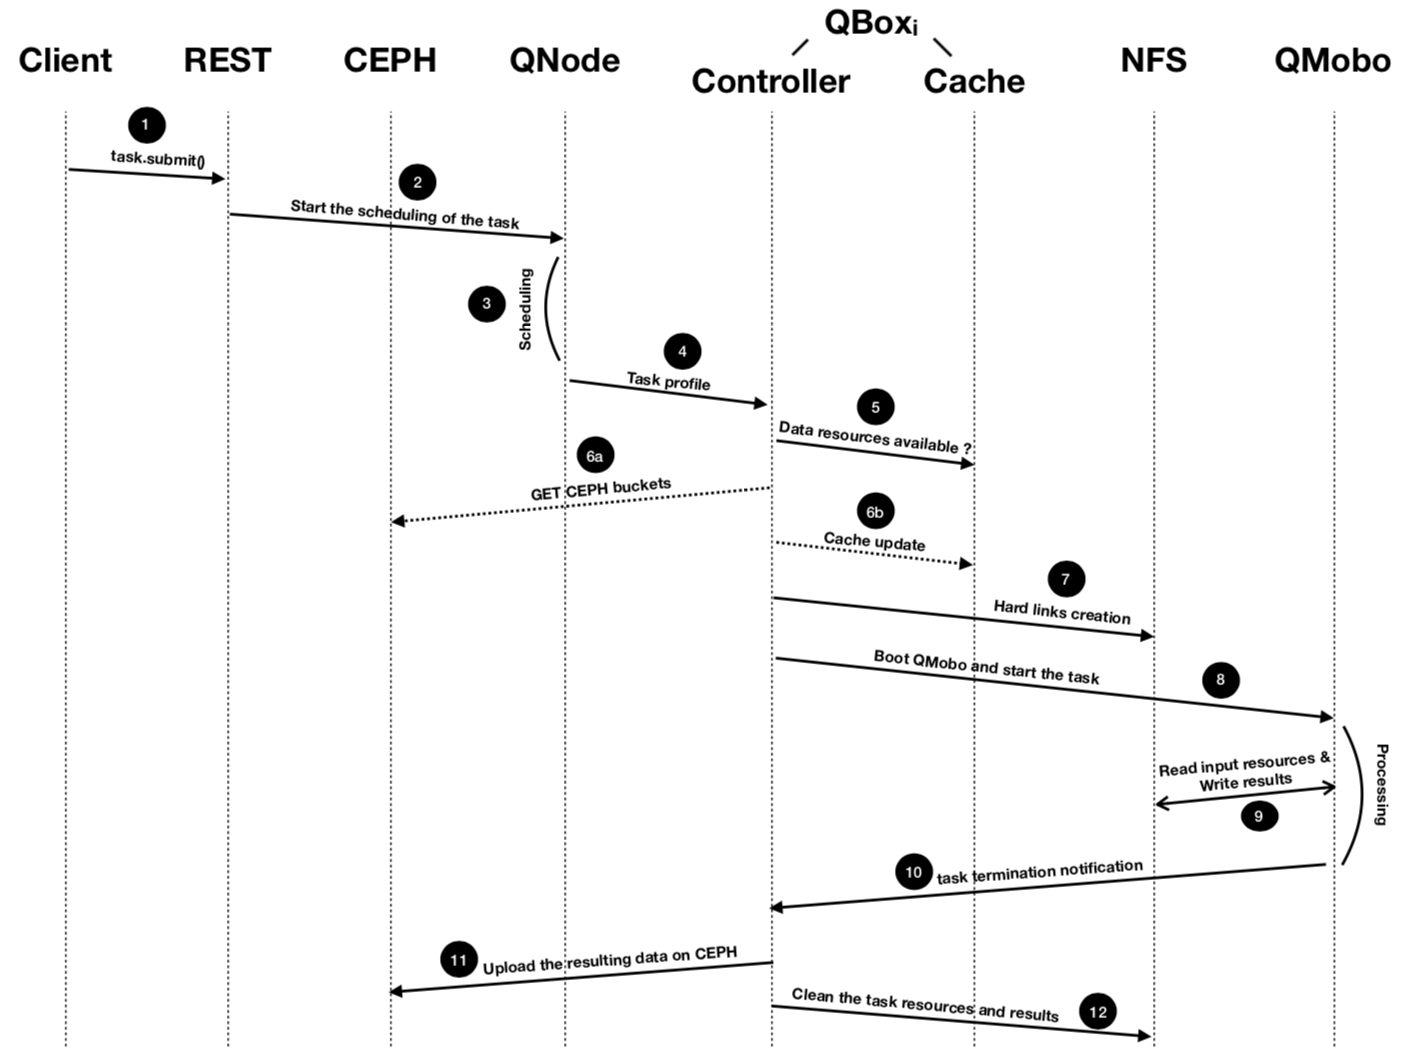 QBoxᵢ
Client
REST
CEPH
QNode
Controller
Cache
NFS
QMobo
1
task.submit()
2
Start the scheduling of the task
3
Scheduling
4
Task profile
5
Data resources available ?
6a
GET CEPH buckets
6b
Cache update
7
Hard links creation
Boot QMobo and start the task
8
Processing
Read input resources &
Write results
9
10
task termination notification
11
Upload the resulting data on CEPH
Clean the task resources and results
12